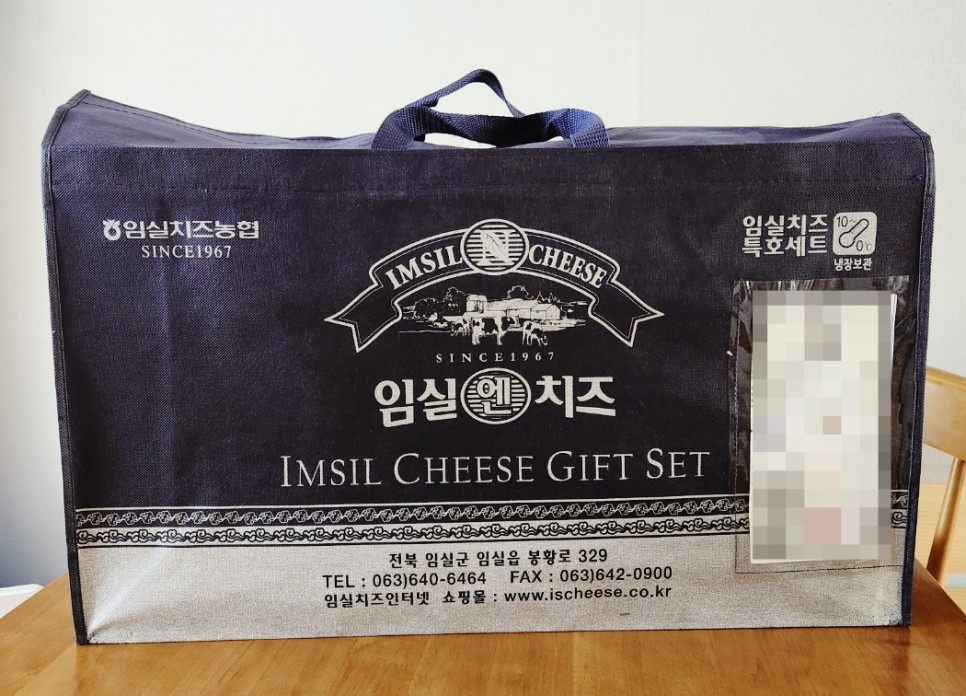 임실치즈농협
SINCE1967
임실치즈
특호세트
10~0℃
냉장보관
IMSIL N CHEESE
SINCE1967
임실엔치즈
IMSIL CHEESE GIFT SET
전북 임실군 임실읍 봉황로 329
TEL : 063)640-6464 FAX : 063)642-0900
임실치즈인터넷 쇼핑몰 : www.ischeese.co.kr